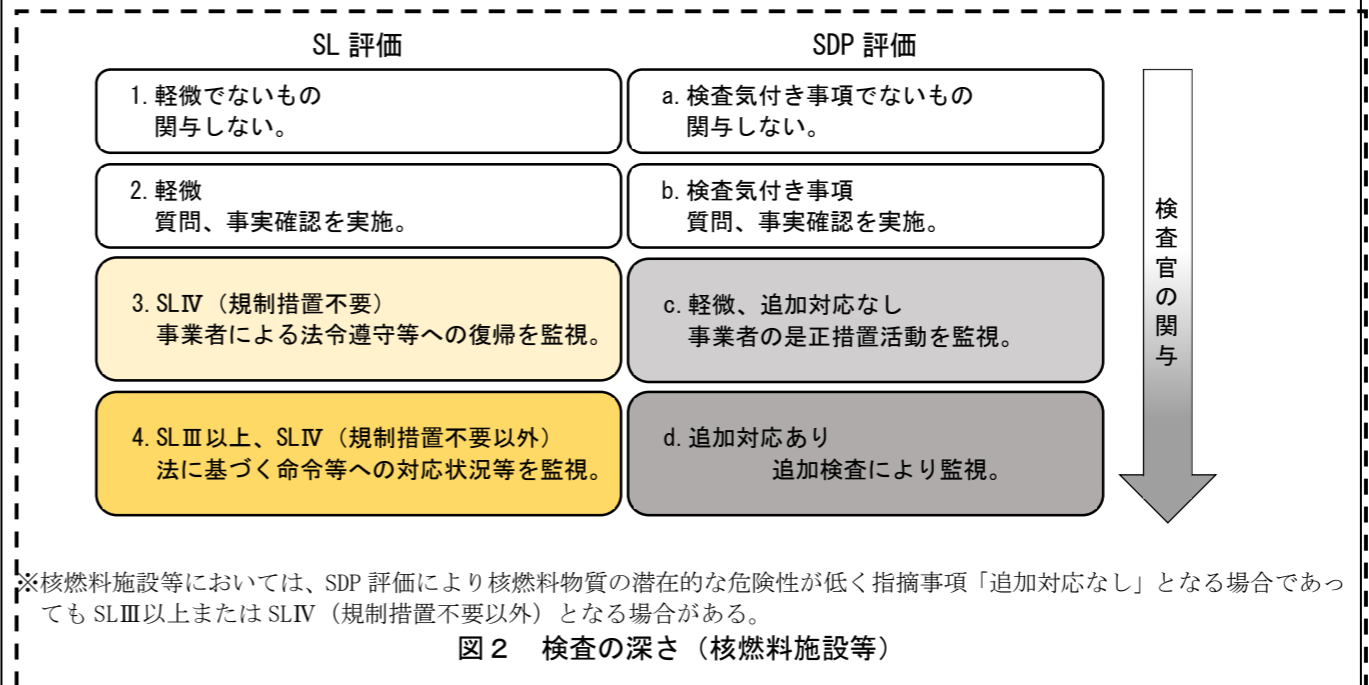 SL 評価
SDP 評価
1. 軽微でないもの
関与しない。
a. 検査気付き事項でないもの
関与しない。
2. 軽微
質問、事実確認を実施。
b. 検査気付き事項
質問、事実確認を実施。
3. SLⅣ（規制措置不要）
事業者による法令遵守等への復帰を監視。
c. 軽微、追加対応なし
事業者の是正措置活動を監視。
4. SLⅢ以上、SLⅣ（規制措置不要以外）
法に基づく命令等への対応状況等を監視。
d. 追加対応あり
追加検査により監視。
検査官の関与
※核燃料施設等においては、SDP 評価により核燃料物質の潜在的な危険性が低く指摘事項「追加対応なし」となる場合であっ
ても SLⅢ以上または SLⅣ（規制措置不要以外）となる場合がある。
図２　検査の深さ（核燃料施設等）